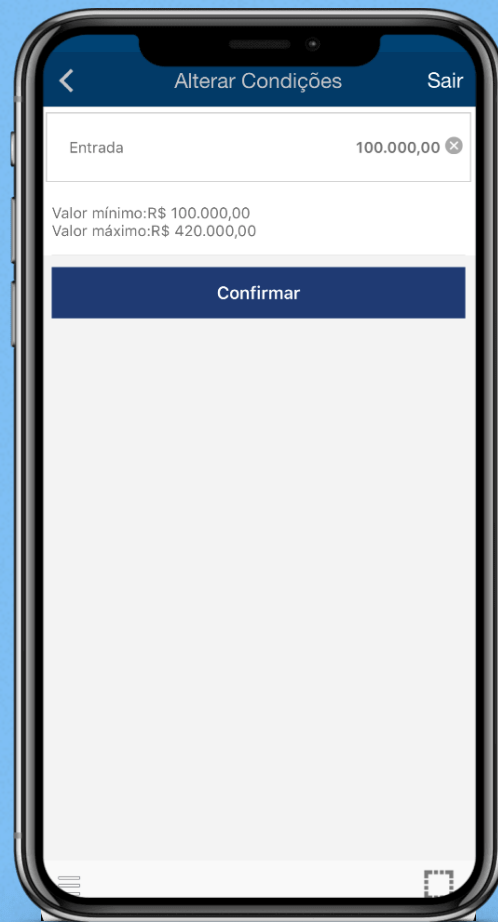 Alterar Condições Sair
Entrada 100.000,00
Valor mínimo:R$ 100.000,00
Valor máximo:R$ 420.000,00
Confirmar